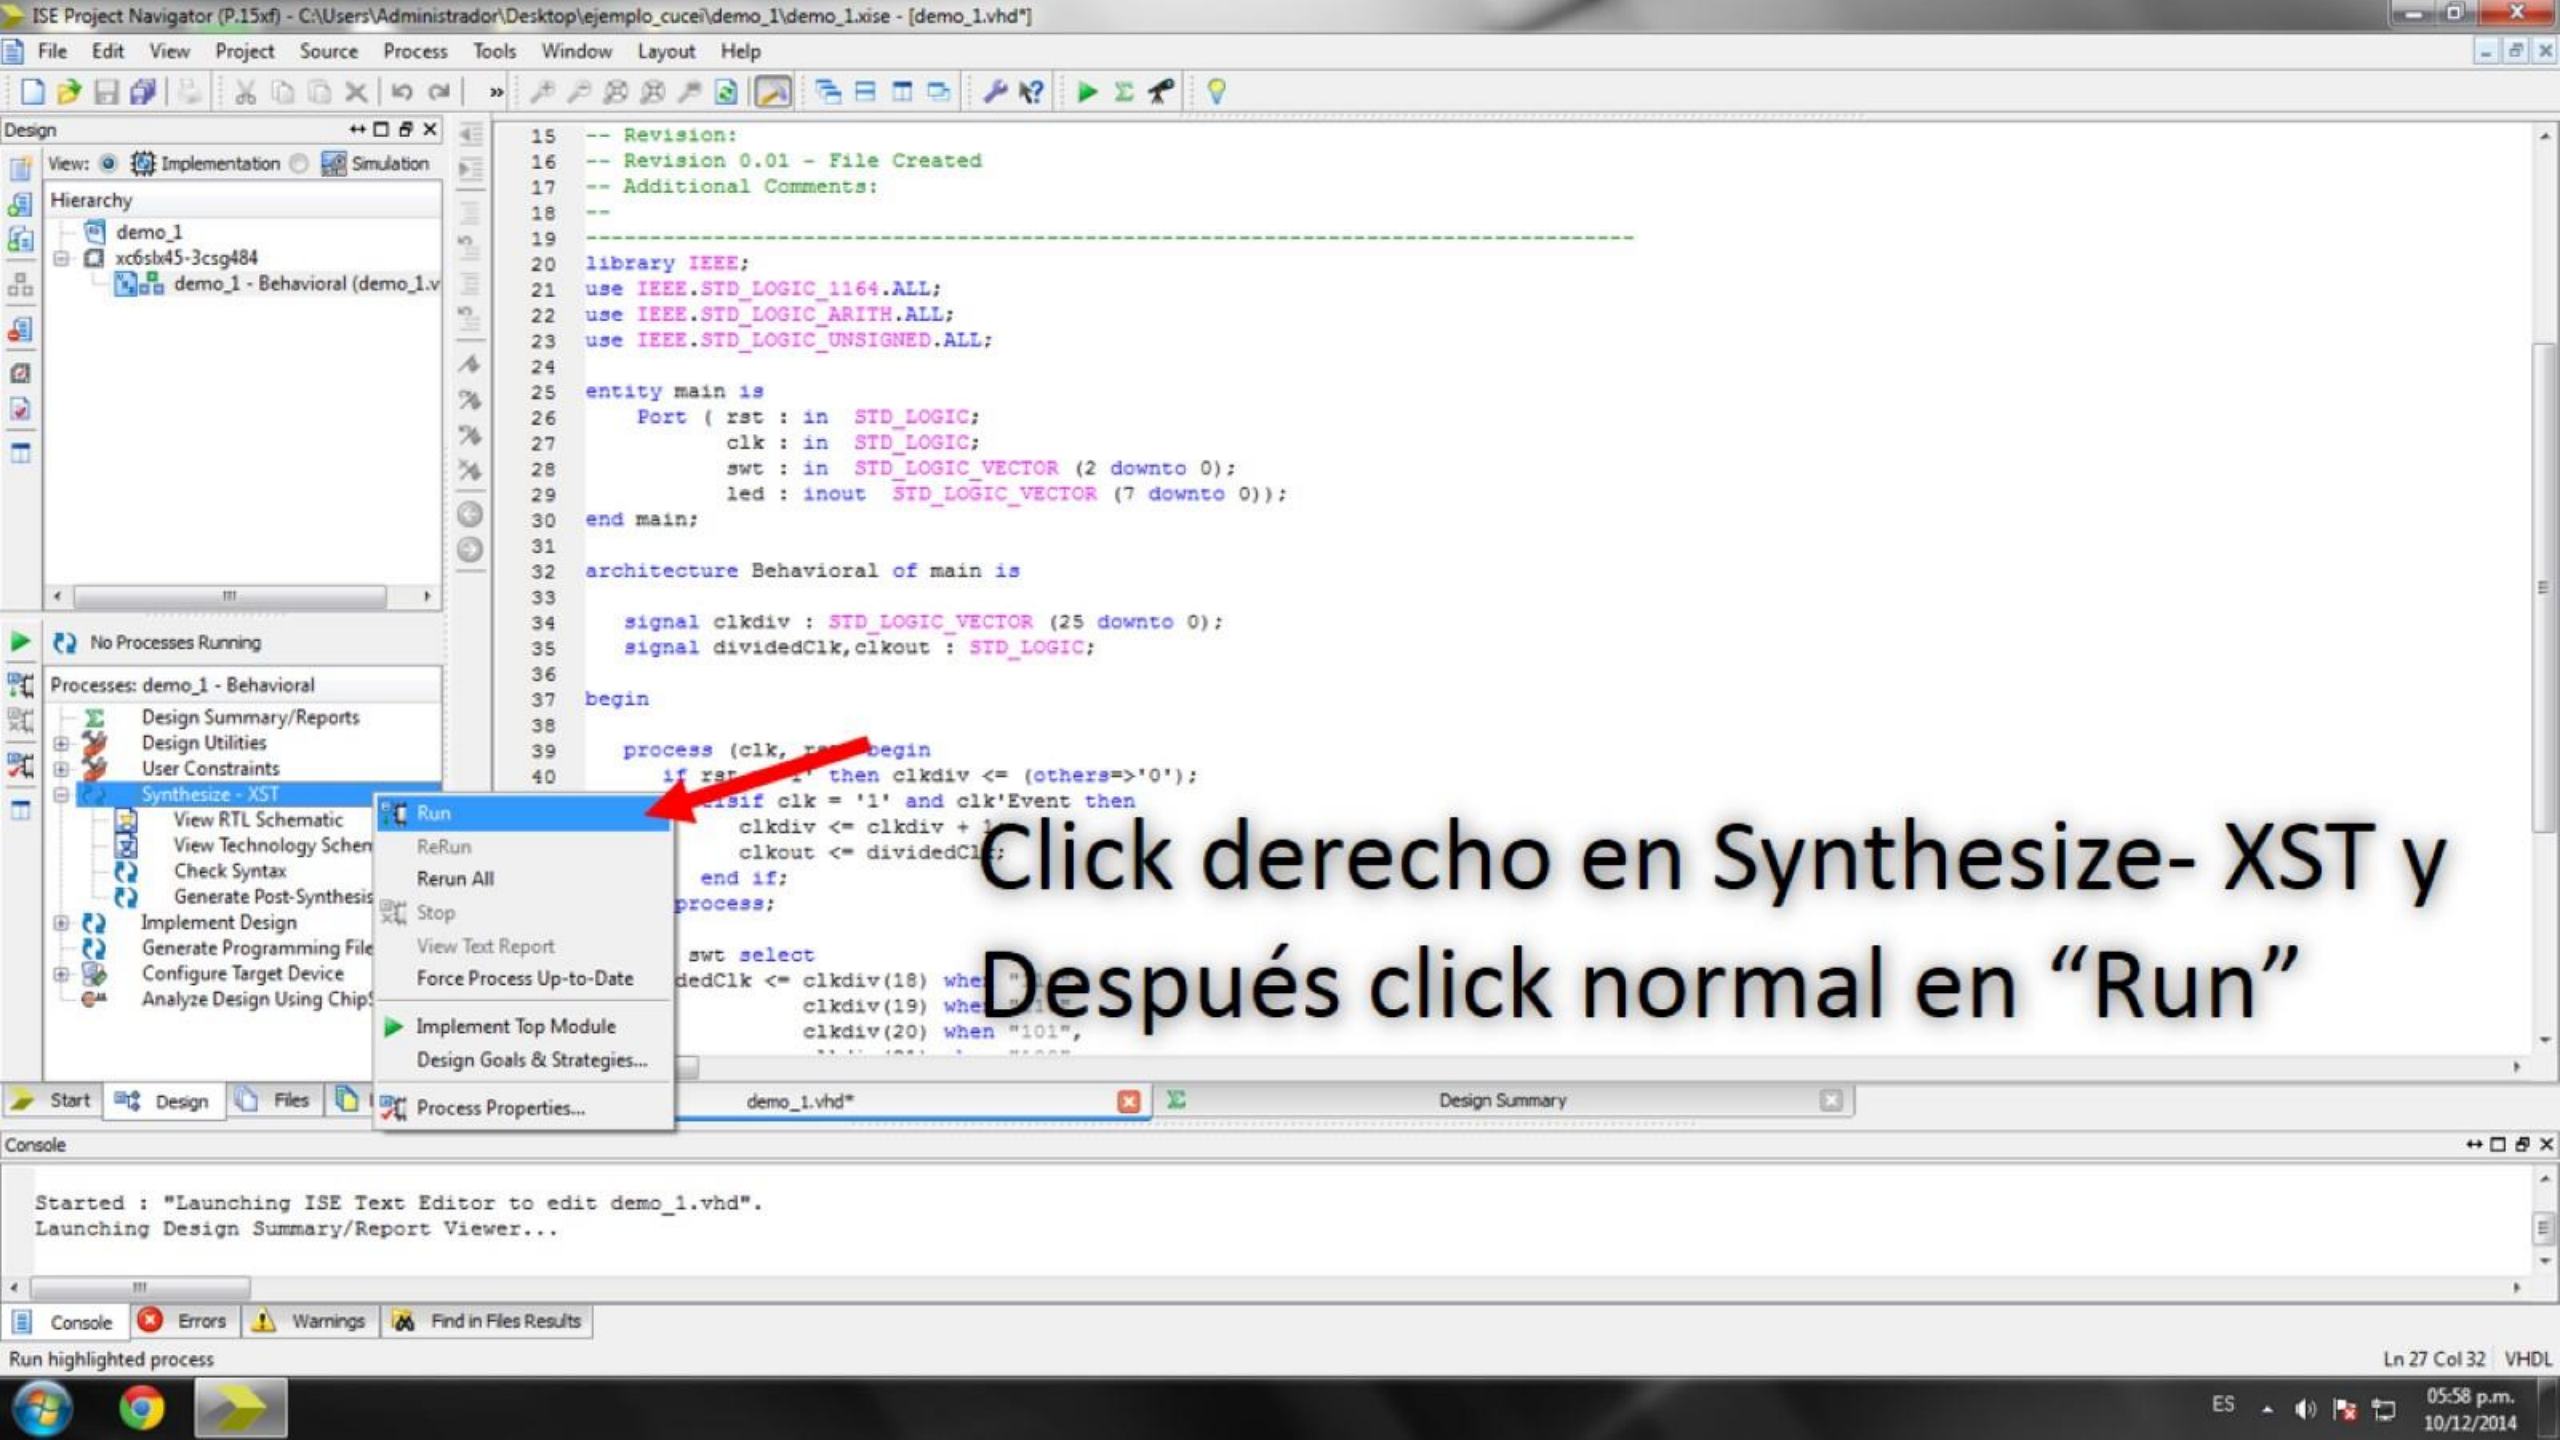 ISE Project Navigator (P.15xf) - C:\Users\Administrador\Desktop\ejemplo_cucei\demo_1\demo_1.xise - [demo_1.vhd*]
File Edit View Project Source Process Tools Window Layout Help
Design
View: Implementation Simulation
Hierarchy
demo_1
xc6slx45-3csg484
demo_1 - Behavioral (demo_1.v
No Processes Running
Processes: demo_1 - Behavioral
Design Summary/Reports
Design Utilities
User Constraints
Synthesize - XST
View RTL Schematic
View Technology Schen
Check Syntax
Generate Post-Synthesis
Implement Design
Generate Programming File
Configure Target Device
Analyze Design Using ChipS
Run
ReRun
Rerun All
Stop
View Text Report
Force Process Up-to-Date
Implement Top Module
Design Goals & Strategies...
Process Properties...
15 -- Revision:
16 -- Revision 0.01 - File Created
17 -- Additional Comments:
18 --
19 ----------------------------------------------------------------------------------
20 library IEEE;
21 use IEEE.STD_LOGIC_1164.ALL;
22 use IEEE.STD_LOGIC_ARITH.ALL;
23 use IEEE.STD_LOGIC_UNSIGNED.ALL;
24
25 entity main is
26 Port ( rst : in STD_LOGIC;
27 clk : in STD_LOGIC;
28 swt : in STD_LOGIC_VECTOR (2 downto 0);
29 led : inout STD_LOGIC_VECTOR (7 downto 0));
30 end main;
31
32 architecture Behavioral of main is
33
34 signal clkdiv : STD_LOGIC_VECTOR (25 downto 0);
35 signal dividedClk,clkout : STD_LOGIC;
36
37 begin
38
39 process (clk, begin
40 if then clkdiv <= (others=>'0');
elsif clk = '1' and clk'Event then
clkdiv <= clkdiv +
clkout <= dividedClk;
end if;
process;
swt select
dedClk <= clkdiv(18) when
clkdiv(19) when
clkdiv(20) when "101",
Click derecho en Synthesize- XST y
Después click normal en “Run”
Start Design Files
demo_1.vhd*
Design Summary
Console
Started : "Launching ISE Text Editor to edit demo_1.vhd".
Launching Design Summary/Report Viewer...
Console Errors Warnings Find in Files Results
Run highlighted process
Ln 27 Col 32 VHDL
ES
05:58 p.m.
10/12/2014